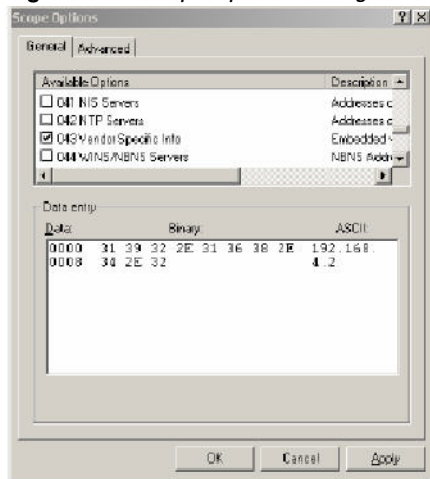 Scope Options
General Advanced
Available Options Description
041 NIS Servers Addresses c
042 NTP Servers Addresses c
043 Vendor Specific Info Embedded v
044 WINS/NBNS Servers NBNS Addr
Data entry
Data: Binary: ASCII:
0000 31 39 32 2E 31 36 38 2E 192.168.
0008 34 2E 32 4.2
OK Cancel Apply